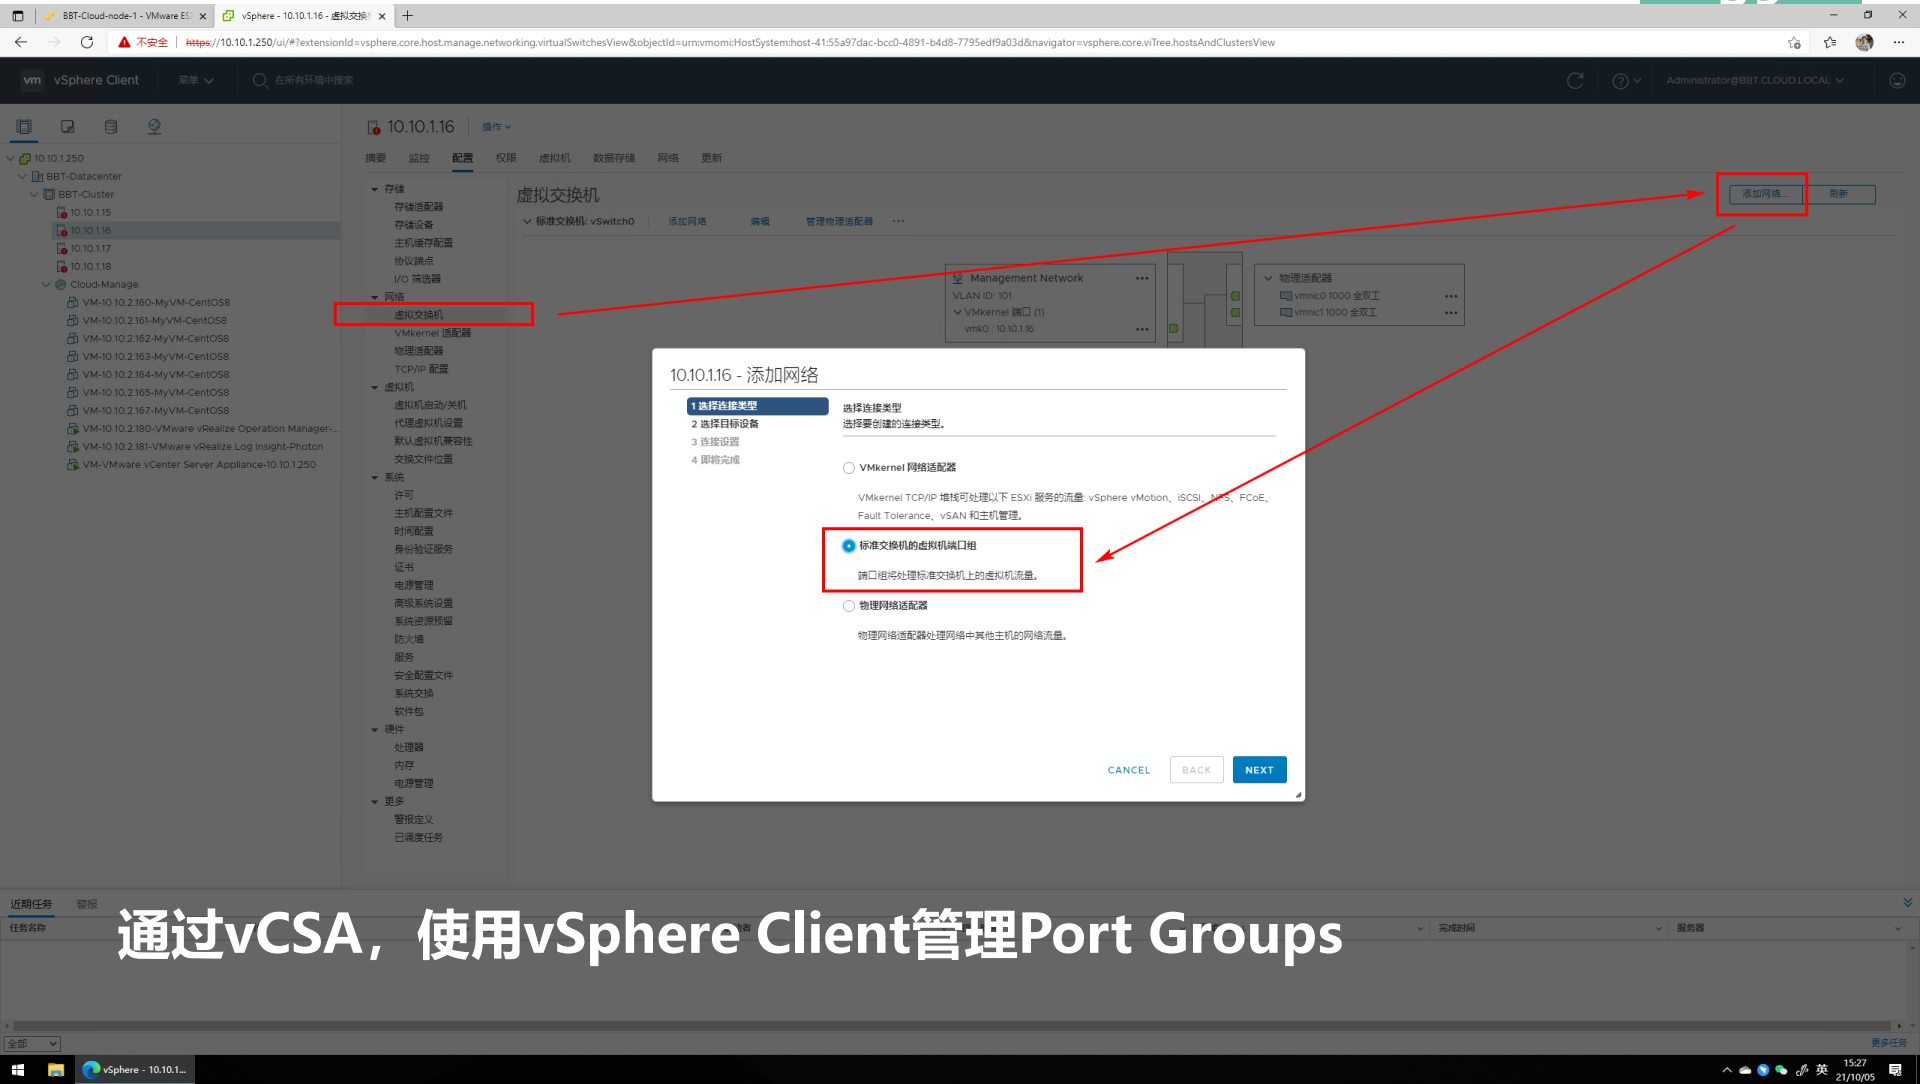 BBT-Cloud-node-1 - VMware ES
vSphere - 10.10.1.16 - 虚拟交换
不安全
https://10.10.1.250/ui/#?extensionId=vsphere.core.host.manage.networking.virtualSwitchesView&objectId=urn:vmomi:HostSystem:host-41:55a97dac-bcc0-4891-b4d8-7795edf9a03d&navigator=vsphere.core.viTree.hostsAndClustersView
vm
vSphere Client
菜单
在所有环境中搜索
Administrator@BBT.CLOUD.LOCAL
10.10.1.250
BBT-Datacenter
BBT-Cluster
10.10.1.15
10.10.1.16
10.10.1.17
10.10.1.18
Cloud-Manage
VM-10.10.2.160-MyVM-CentOS8
VM-10.10.2.161-MyVM-CentOS8
VM-10.10.2.162-MyVM-CentOS8
VM-10.10.2.163-MyVM-CentOS8
VM-10.10.2.164-MyVM-CentOS8
VM-10.10.2.165-MyVM-CentOS8
VM-10.10.2.167-MyVM-CentOS8
VM-10.10.2.180-VMware vRealize Operation Manager-...
VM-10.10.2.181-VMware vRealize Log Insight-Photon
VM-VMware vCenter Server Appliance-10.10.1.250
10.10.1.16
操作
摘要 监控 配置 权限 虚拟机 数据存储 网络 更新
存储
存储适配器
存储设备
主机缓存配置
协议端点
I/O 筛选器
网络
虚拟交换机
VMkernel 适配器
物理适配器
TCP/IP 配置
虚拟机
虚拟机启动/关机
代理虚拟机设置
默认虚拟机兼容性
交换文件位置
系统
许可
主机配置文件
时间配置
身份验证服务
证书
电源管理
高级系统设置
系统资源预留
防火墙
服务
安全配置文件
系统交换
软件包
硬件
处理器
内存
电源管理
更多
警报定义
已调度任务
虚拟交换机
添加网络...
刷新
标准交换机: vSwitch0
添加网络
编辑
管理物理适配器
...
Management Network
...
VLAN ID: 101
VMkernel 端口 (1)
vmk0 : 10.10.1.16
...
物理适配器
vmnic0 1000 全双工
...
vmnic1 1000 全双工
...
10.10.1.16 - 添加网络
1 选择连接类型
2 选择目标设备
3 连接设置
4 即将完成
选择连接类型
选择要创建的连接类型。
VMkernel 网络适配器
VMkernel TCP/IP 堆栈可处理以下 ESXi 服务的流量: vSphere vMotion、iSCSI、NFS、FCoE、
Fault Tolerance、vSAN 和主机管理。
标准交换机的虚拟机端口组
端口组将处理标准交换机上的虚拟机流量。
物理网络适配器
物理网络适配器处理网络中其他主机的网络流量。
CANCEL
BACK
NEXT
近期任务
警报
任务名称
完成时间
服务器
通过vCSA，使用vSphere Client管理Port Groups
全部
更多任务
vSphere - 10.10.1...
英
15:27
21/10/05